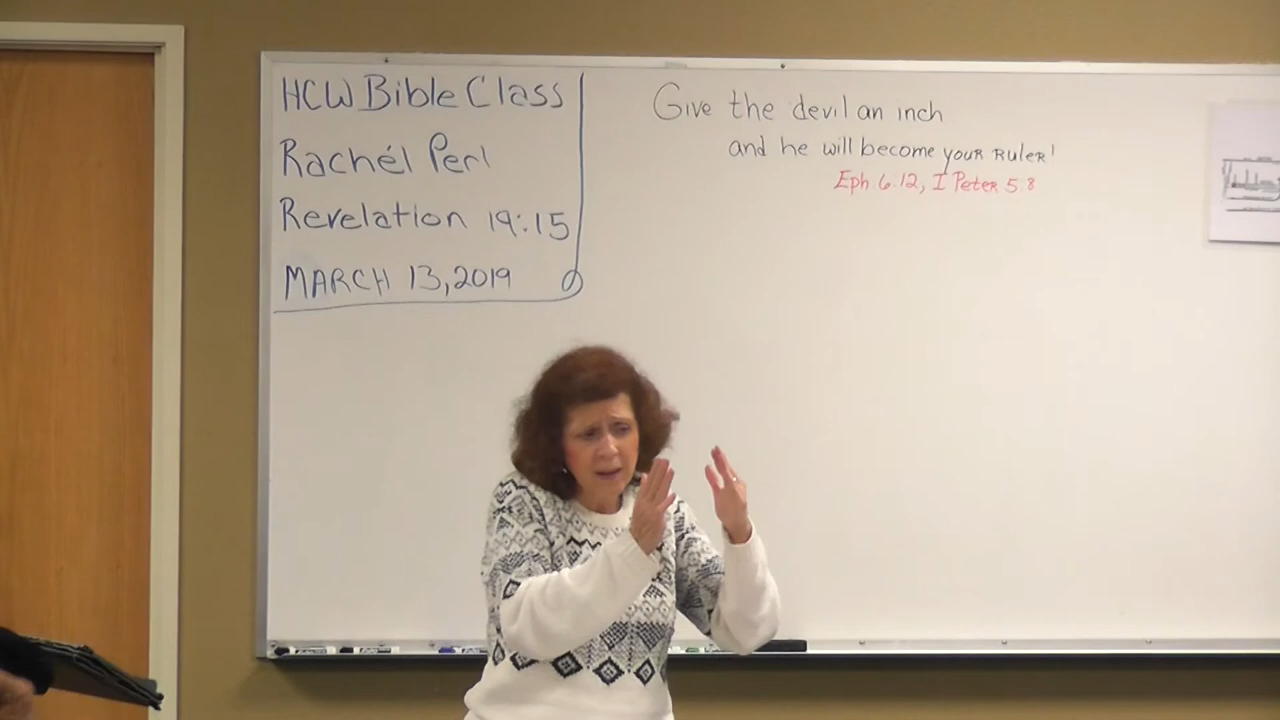 HCW Bible Class
Rachél Perl
Revelation 19:15
MARCH 13, 2019
Give the devil an inch
and he will become your ruler!
Eph 6.12, I Peter 5.8